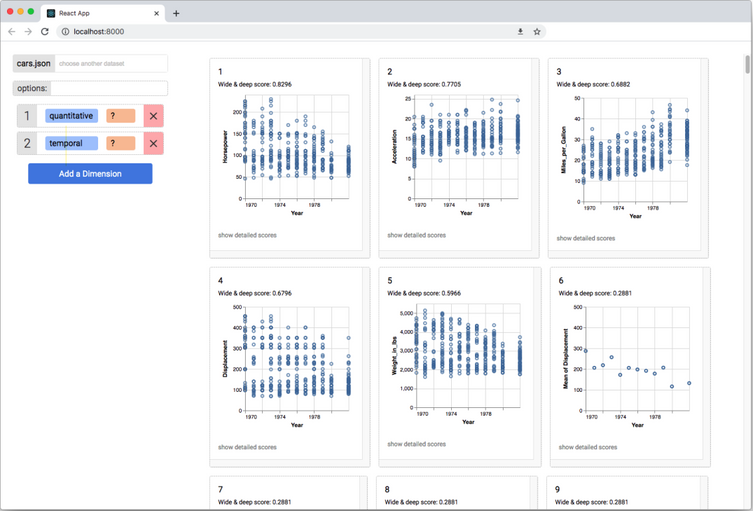 React App
localhost:8000
cars.json choose another dataset
options:
1 quantitative ?
2 temporal ?
Add a Dimension
1
Wide & deep score: 0.8296
Horsepower
200
150
100
50
0
1970 1974 1978
Year
show detailed scores
2
Wide & deep score: 0.7705
Acceleration
25
20
15
10
5
0
1970 1974 1978
Year
show detailed scores
3
Wide & deep score: 0.6882
Miles_per_Gallon
50
40
30
20
10
0
1970 1974 1978
Year
show detailed scores
4
Wide & deep score: 0.6796
Displacement
500
400
300
200
100
0
1970 1974 1978
Year
show detailed scores
5
Wide & deep score: 0.5966
Weight_in_lbs
5,000
4,000
3,000
2,000
1,000
0
1970 1974 1978
Year
show detailed scores
6
Wide & deep score: 0.2881
Mean of Displacement
500
400
300
200
100
0
1970 1974 1978
Year
show detailed scores
7
Wide & deep score: 0.2881
8
Wide & deep score: 0.2881
9
Wide & deep score: 0.2881